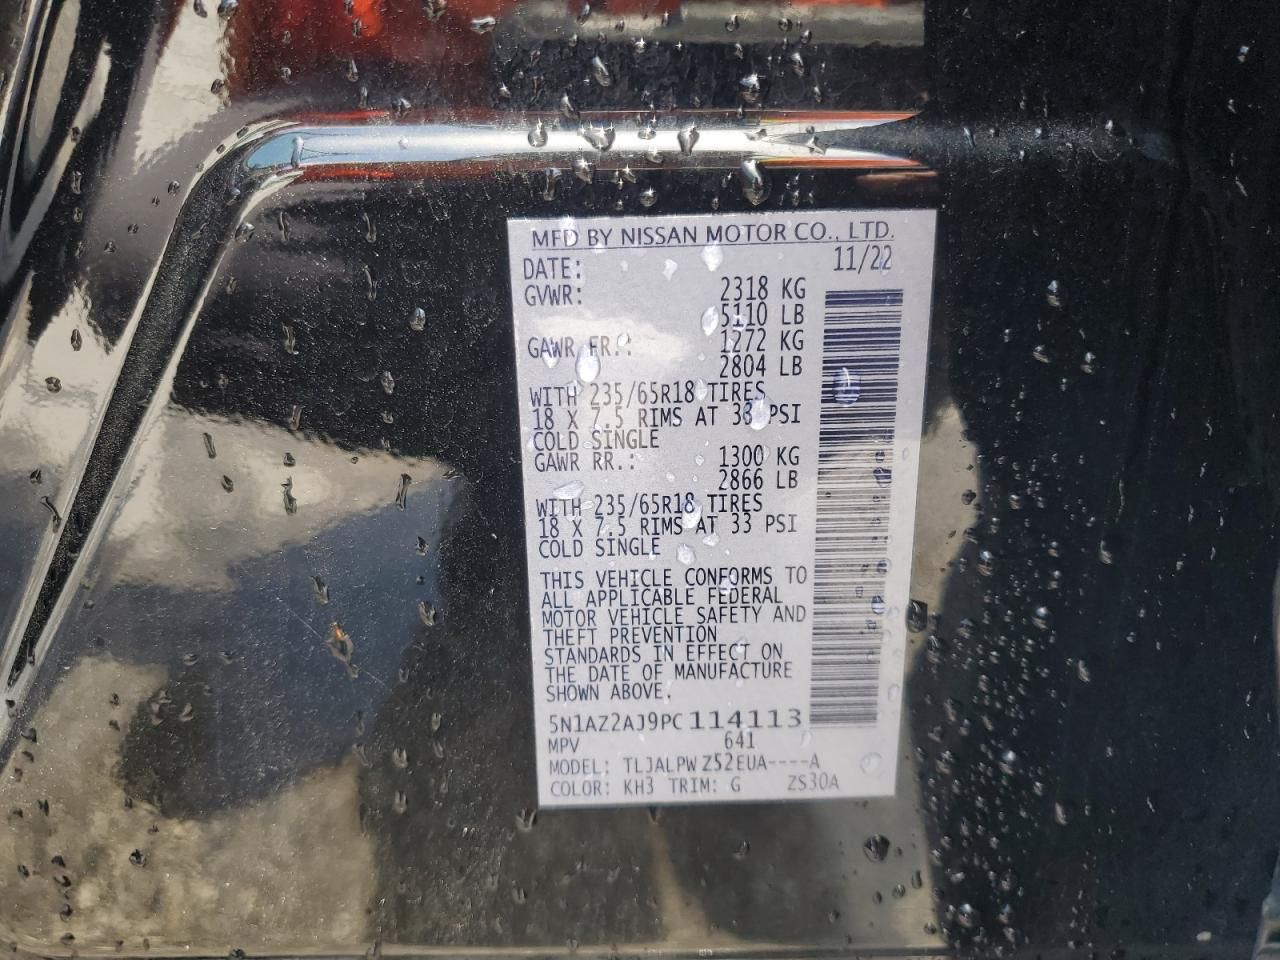 MFD BY NISSAN MOTOR CO., LTD.
DATE: 11/22
GVWR: 2318 KG
5110 LB
GAWR FR.: 1272 KG
2804 LB
WITH 235/65R18 TIRES
18 X 7.5 RIMS AT 33 PSI
COLD SINGLE
GAWR RR.: 1300 KG
2866 LB
WITH 235/65R18 TIRES
18 X 7.5 RIMS AT 33 PSI
COLD SINGLE
THIS VEHICLE CONFORMS TO
ALL APPLICABLE FEDERAL
MOTOR VEHICLE SAFETY AND
THEFT PREVENTION
STANDARDS IN EFFECT ON
THE DATE OF MANUFACTURE
SHOWN ABOVE.
5N1AZ2AJ9PC114113
MPV 641
MODEL: TLJALPWZ52EUA----A
COLOR: KH3 TRIM: G ZS30A